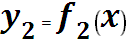 y₂ = f₂(x)